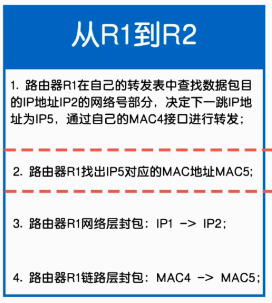 从R1到R2
1. 路由器R1在自己的转发表中查找数据包目
的IP地址IP2的网络号部分，决定下一跳IP地
址为IP5，通过自己的MAC4接口进行转发；
2. 路由器R1找出IP5对应的MAC地址MAC5；
3. 路由器R1网络层封包：IP1 -> IP2；
4. 路由器R1链路层封包：MAC4 -> MAC5；